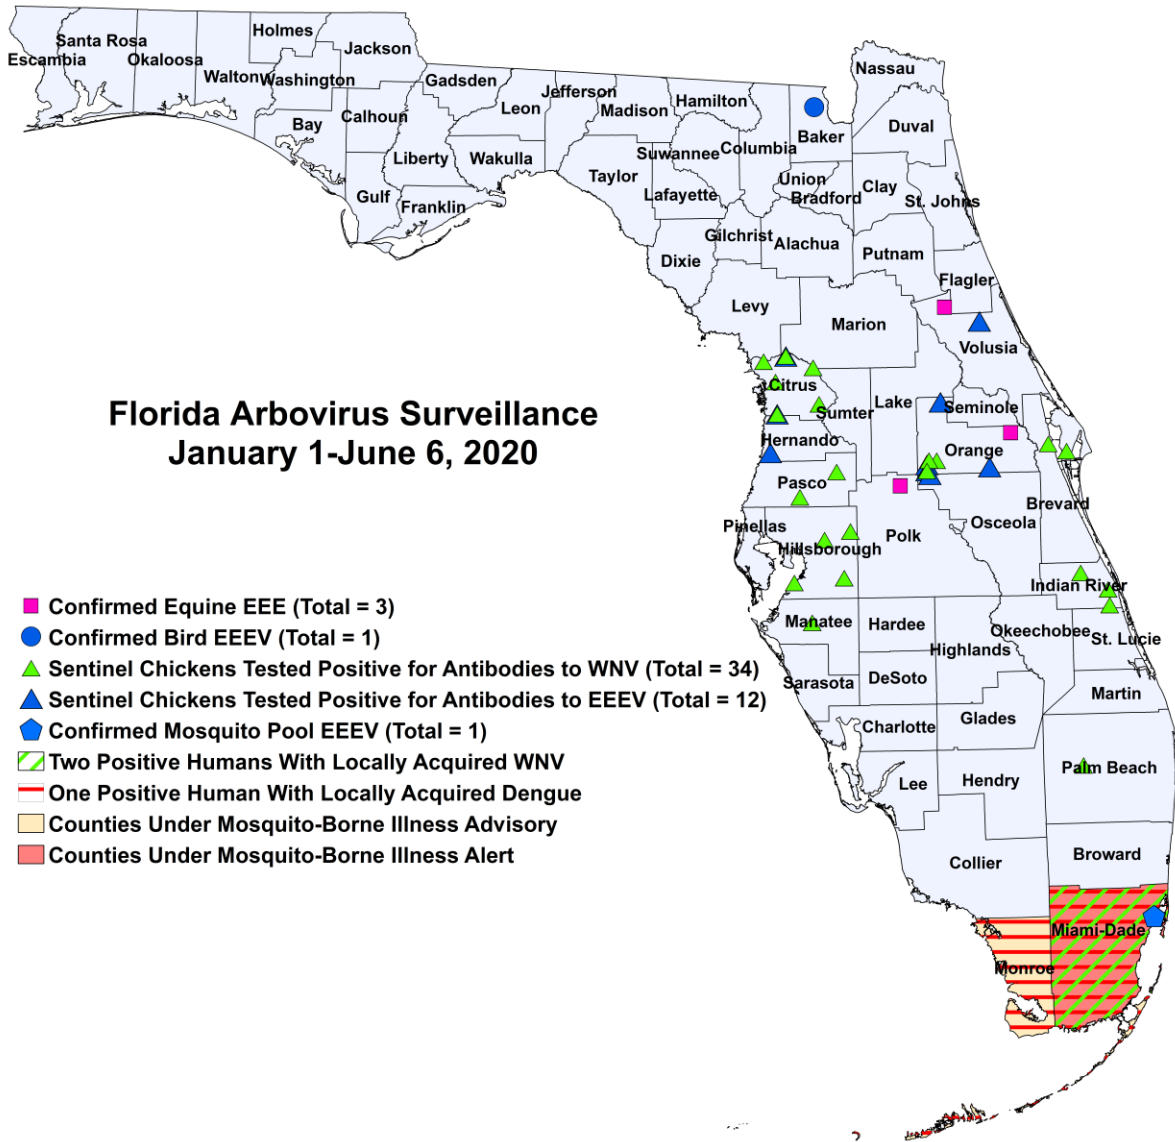 Holmes
Santa Rosa
Jackson
Escambia
Okaloosa
Walton
Washington
Gadsden
Jefferson
Nassau
Leon
Madison
Hamilton
Bay
Calhoun
Baker
Duval
Liberty
Wakulla
Suwannee
Columbia
Taylor
Union
Clay
Gulf
Franklin
Lafayette
Bradford
St. Johns
Gilchrist
Alachua
Putnam
Dixie
Flagler
Levy
Marion
Volusia
Citrus
Lake
Seminole
Sumter
Florida Arbovirus Surveillance
January 1-June 6, 2020
Hernando
Orange
Pasco
Brevard
Pinellas
Osceola
Polk
Hillsborough
Indian River
Confirmed Equine EEE (Total = 3)
Manatee
Hardee
Okeechobee
Confirmed Bird EEEV (Total = 1)
Highlands
St. Lucie
Sentinel Chickens Tested Positive for Antibodies to WNV (Total = 34)
Sarasota
DeSoto
Martin
Sentinel Chickens Tested Positive for Antibodies to EEEV (Total = 12)
Charlotte
Glades
Confirmed Mosquito Pool EEEV (Total = 1)
Two Positive Humans With Locally Acquired WNV
Palm Beach
Lee
Hendry
One Positive Human With Locally Acquired Dengue
Counties Under Mosquito-Borne Illness Advisory
Counties Under Mosquito-Borne Illness Alert
Collier
Broward
Miami-Dade
Monroe